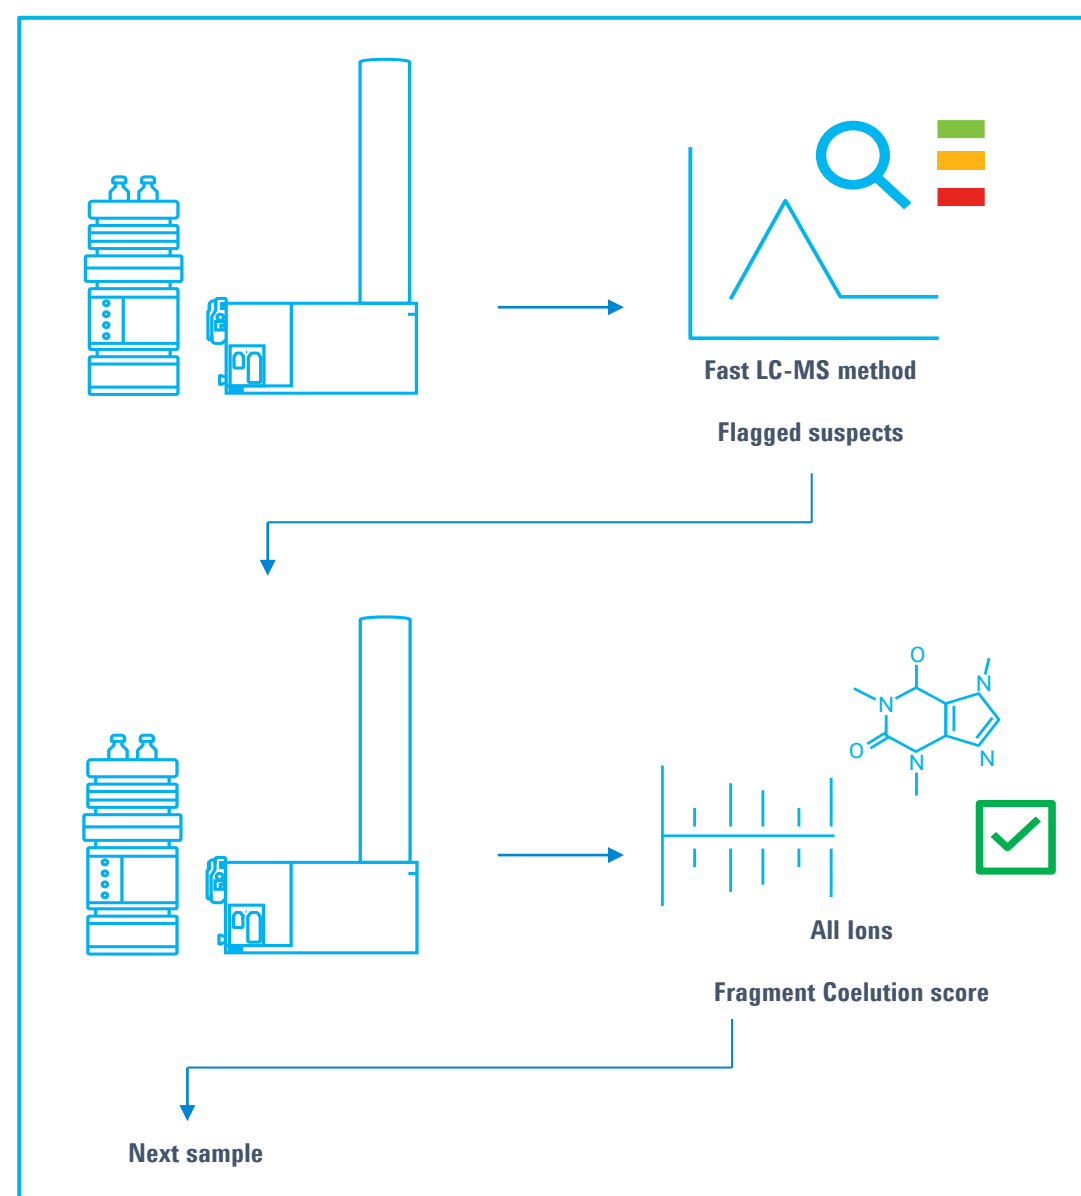 Fast LC-MS method
Flagged suspects
O
N
N
O
N
N
All Ions
Fragment Coelution score
Next sample